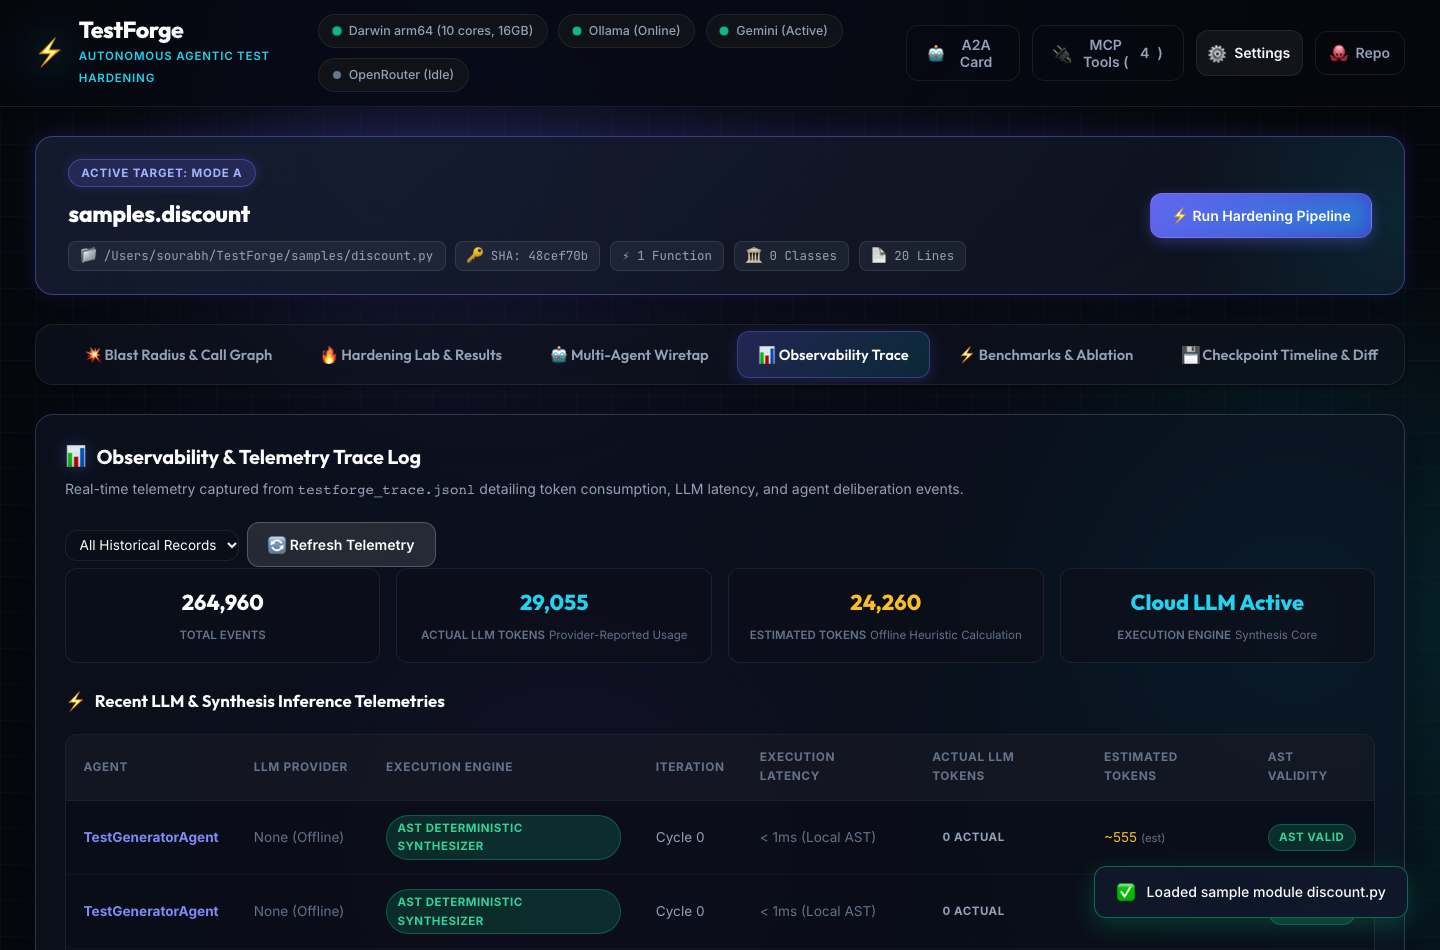 TestForge
AUTONOMOUS AGENTIC TEST
HARDENING
Darwin arm64 (10 cores, 16GB)
Ollama (Online)
Gemini (Active)
OpenRouter (Idle)
A2A
Card
MCP
Tools ( 4 )
Settings
Repo
ACTIVE TARGET: MODE A
samples.discount
/Users/sourabh/TestForge/samples/discount.py
SHA: 48cef70b
⚡ 1 Function
0 Classes
20 Lines
Run Hardening Pipeline
Blast Radius & Call Graph
Hardening Lab & Results
Multi-Agent Wiretap
Observability Trace
Benchmarks & Ablation
Checkpoint Timeline & Diff
Observability & Telemetry Trace Log
Real-time telemetry captured from testforge_trace.jsonl detailing token consumption, LLM latency, and agent deliberation events.
All Historical Records
Refresh Telemetry
264,960
TOTAL EVENTS
29,055
ACTUAL LLM TOKENS Provider-Reported Usage
24,260
ESTIMATED TOKENS Offline Heuristic Calculation
Cloud LLM Active
EXECUTION ENGINE Synthesis Core
Recent LLM & Synthesis Inference Telemetries
AGENT
LLM PROVIDER
EXECUTION ENGINE
ITERATION
EXECUTION
LATENCY
ACTUAL LLM
TOKENS
ESTIMATED
TOKENS
AST
VALIDITY
TestGeneratorAgent
None (Offline)
AST DETERMINISTIC
SYNTHESIZER
Cycle 0
< 1ms (Local AST)
0 ACTUAL
~555 (est)
AST VALID
TestGeneratorAgent
None (Offline)
AST DETERMINISTIC
SYNTHESIZER
Cycle 0
< 1ms (Local AST)
0 ACTUAL
Loaded sample module discount.py